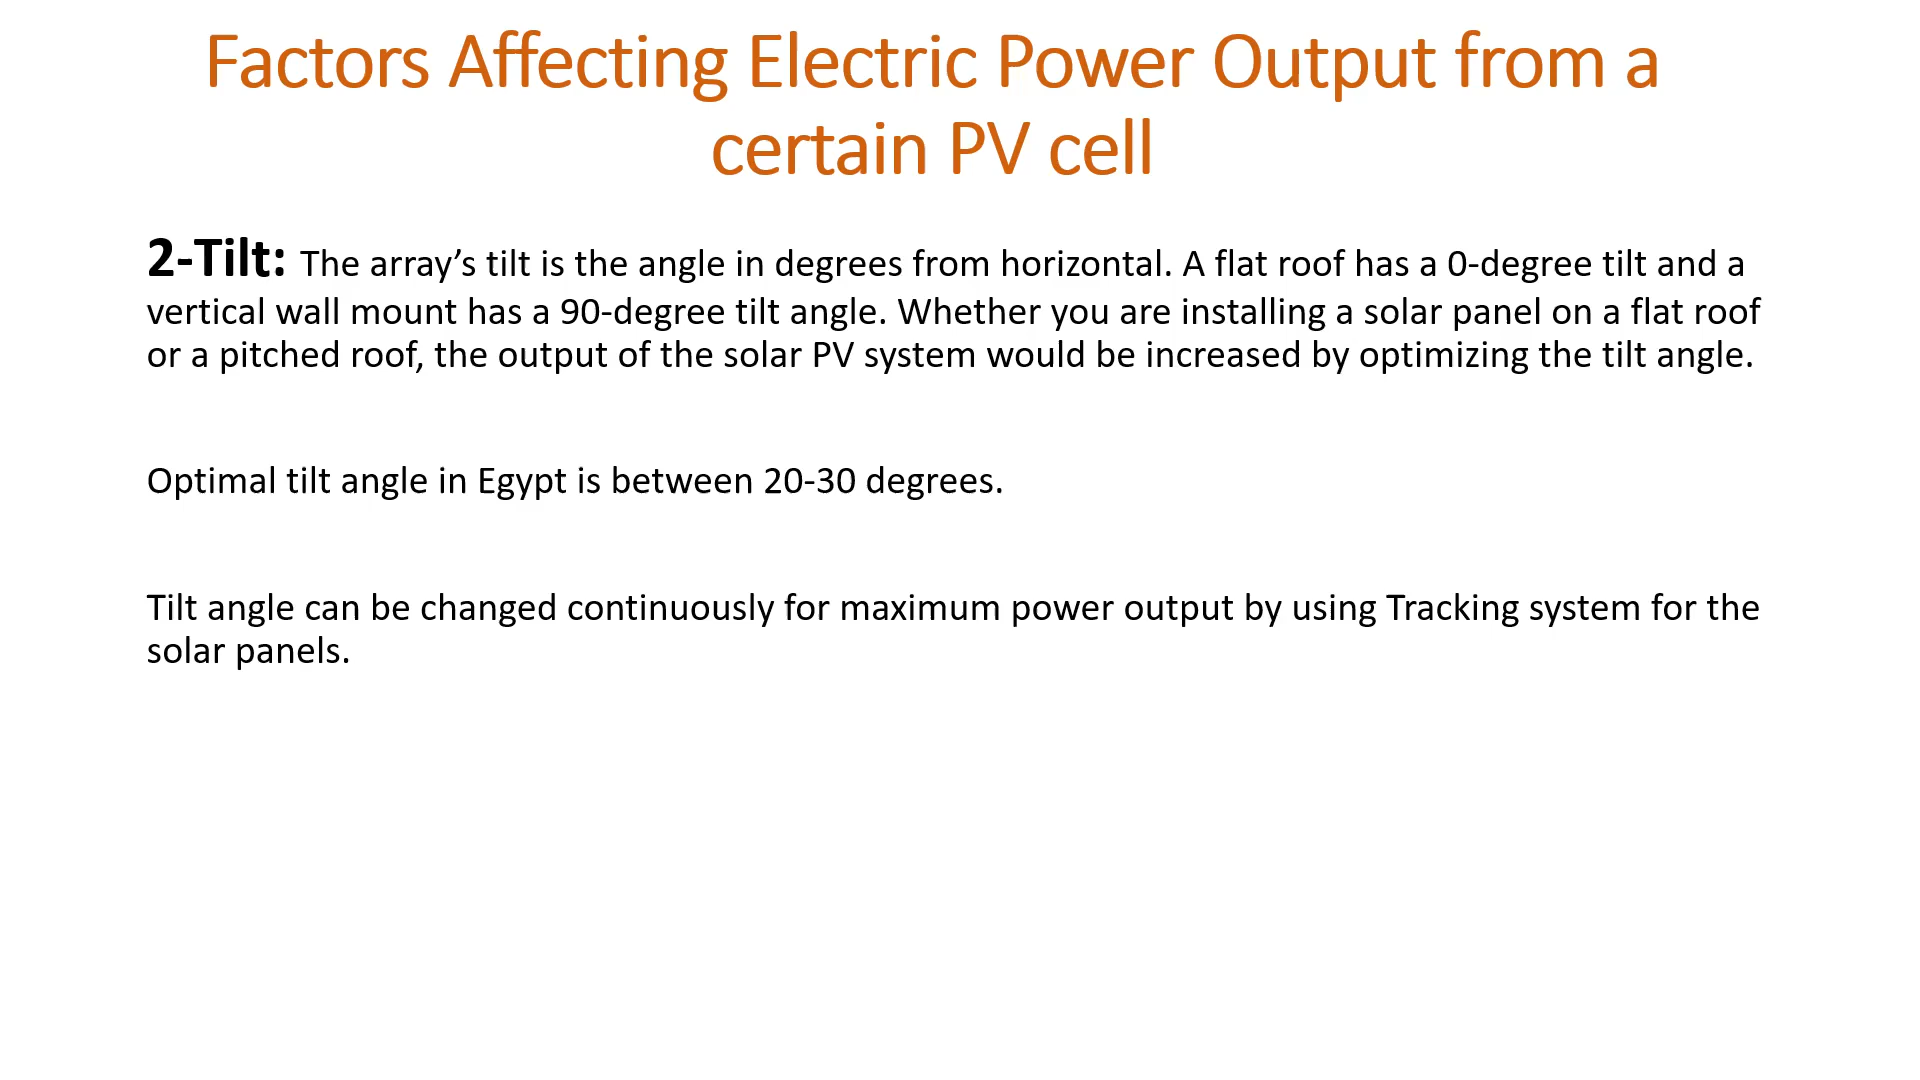 Factors Affecting Electric Power Output from a
certain PV cell
2-Tilt: The array’s tilt is the angle in degrees from horizontal. A flat roof has a 0-degree tilt and a
vertical wall mount has a 90-degree tilt angle. Whether you are installing a solar panel on a flat roof
or a pitched roof, the output of the solar PV system would be increased by optimizing the tilt angle.
Optimal tilt angle in Egypt is between 20-30 degrees.
Tilt angle can be changed continuously for maximum power output by using Tracking system for the
solar panels.